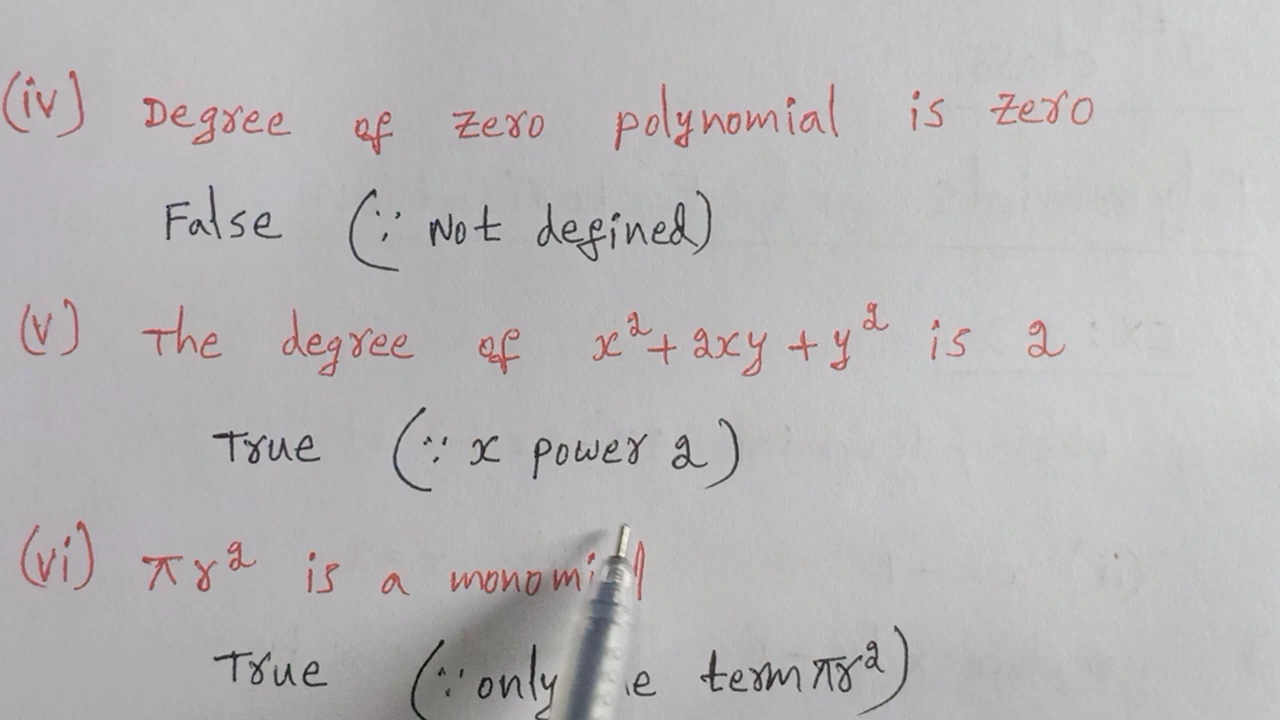 (iv) Degree of zero polynomial is zero
False (∵ Not defined)
(v) The degree of x²+2xy+y² is 2
True (∵ x power 2)
(vi) πr² is a
True (∵ only term πr²)